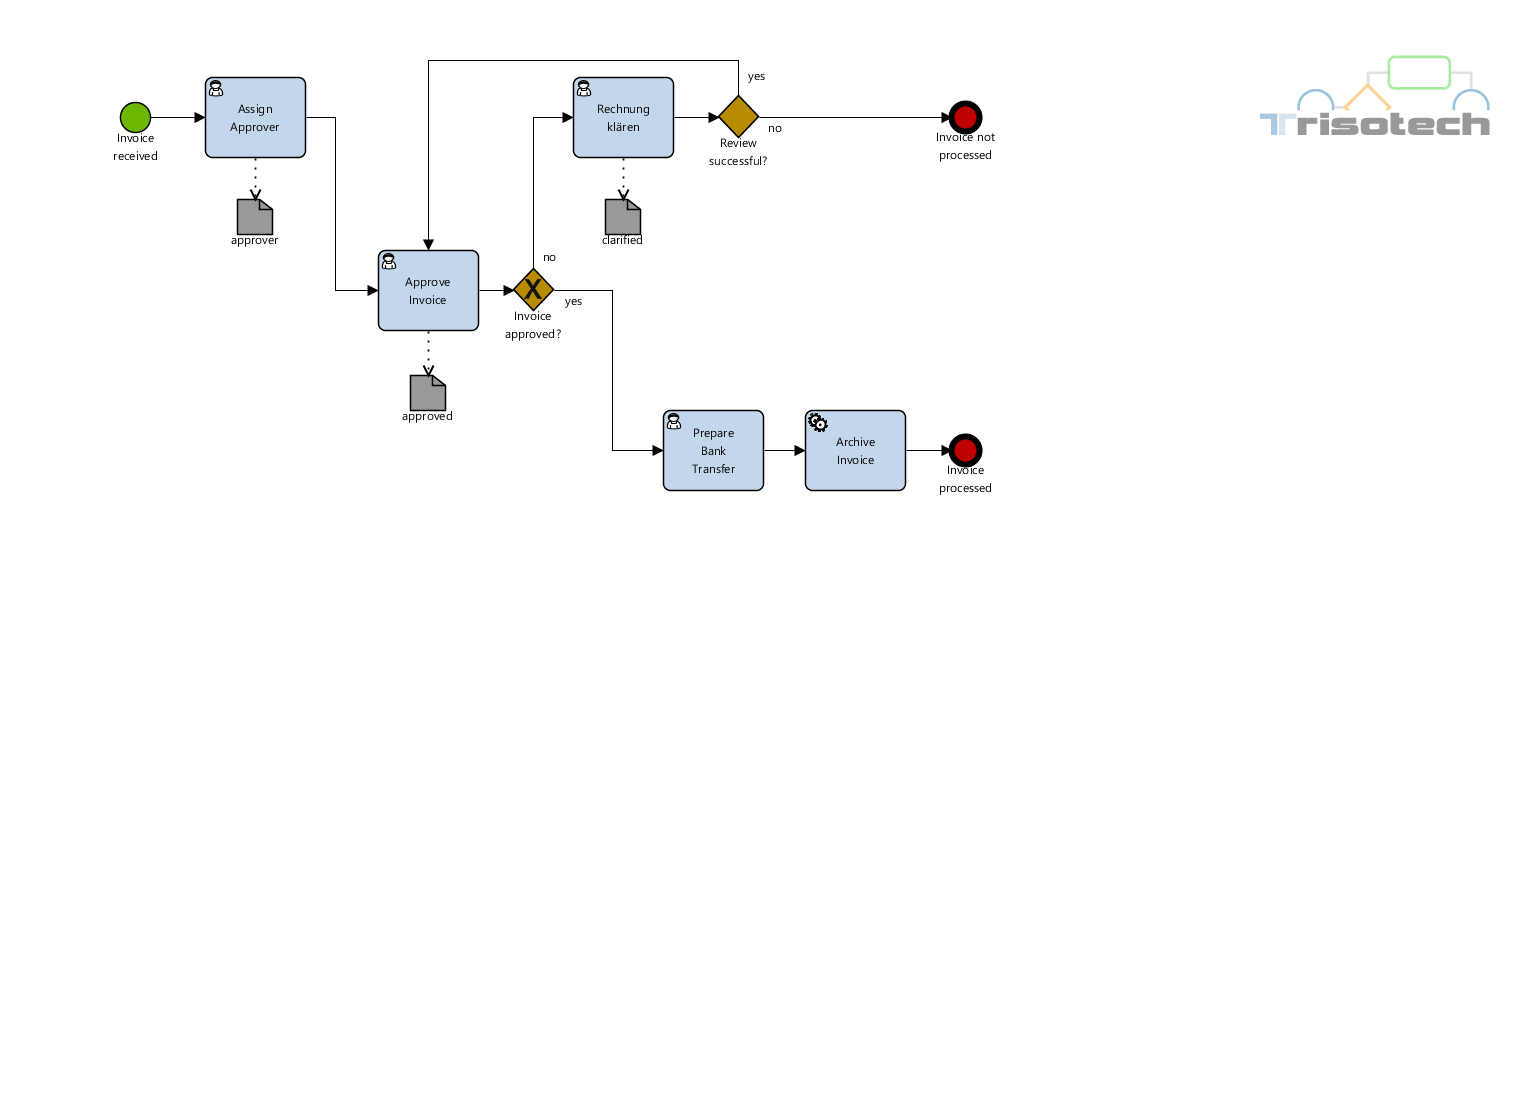 yes
Assign
Approver
Rechnung
klären
Invoice
received
no
Review
successful?
Invoice not
processed
Trisotech
approver
clarified
no
Approve
Invoice
X
yes
Invoice
approved?
approved
Prepare
Bank
Transfer
Archive
Invoice
Invoice
processed